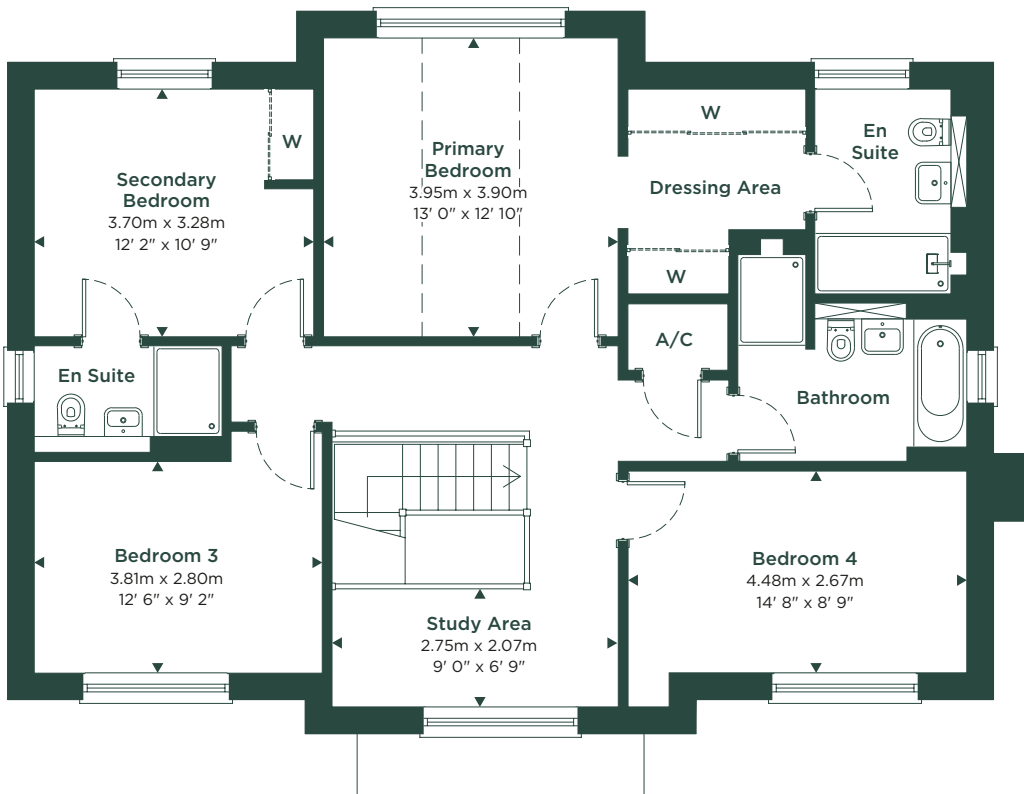 Secondary
Bedroom
3.70m x 3.28m
12' 2" x 10' 9"
W
Primary
Bedroom
3.95m x 3.90m
13' 0" x 12' 10"
W
Dressing Area
W
En
Suite
A/C
Bathroom
En Suite
Bedroom 3
3.81m x 2.80m
12' 6" x 9' 2"
Study Area
2.75m x 2.07m
9' 0" x 6' 9"
Bedroom 4
4.48m x 2.67m
14' 8" x 8' 9"